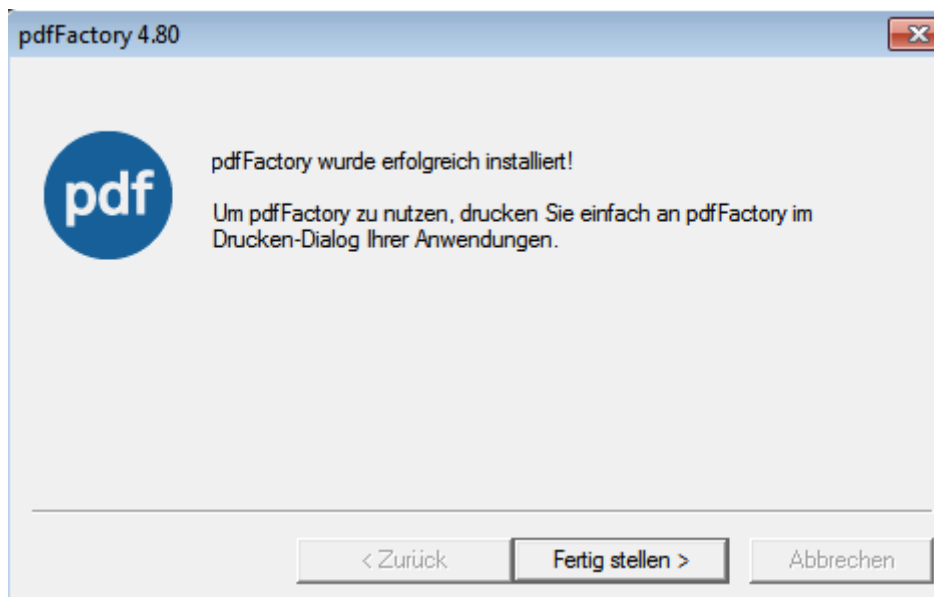 pdfFactory 4.80
pdf
pdfFactory wurde erfolgreich installiert!
Um pdfFactory zu nutzen, drucken Sie einfach an pdfFactory im
Drucken-Dialog Ihrer Anwendungen.
< Zurück
Fertig stellen >
Abbrechen